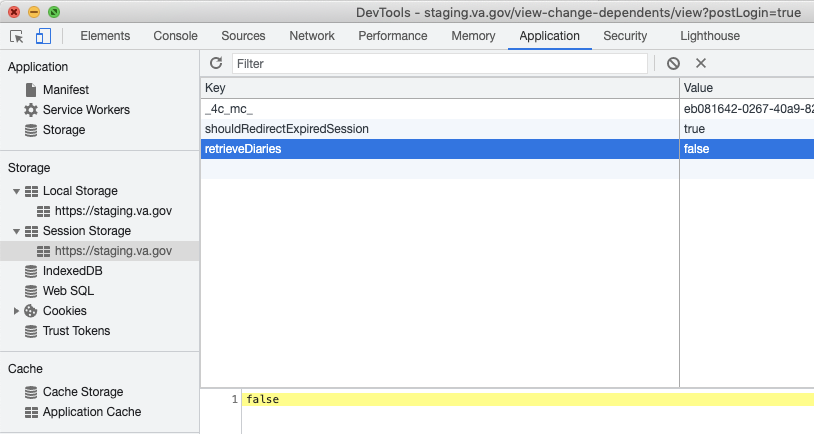 DevTools - staging.va.gov/view-change-dependents/view?postLogin=true
Elements Console Sources Network Performance Memory Application Security Lighthouse
Application
Manifest
Service Workers
Storage
Storage
Local Storage
https://staging.va.gov
Session Storage
https://staging.va.gov
IndexedDB
Web SQL
Cookies
Trust Tokens
Cache
Cache Storage
Application Cache
Filter
Key Value
_4c_mc_ eb081642-0267-40a9-82
shouldRedirectExpiredSession true
retrieveDiaries false
1 false